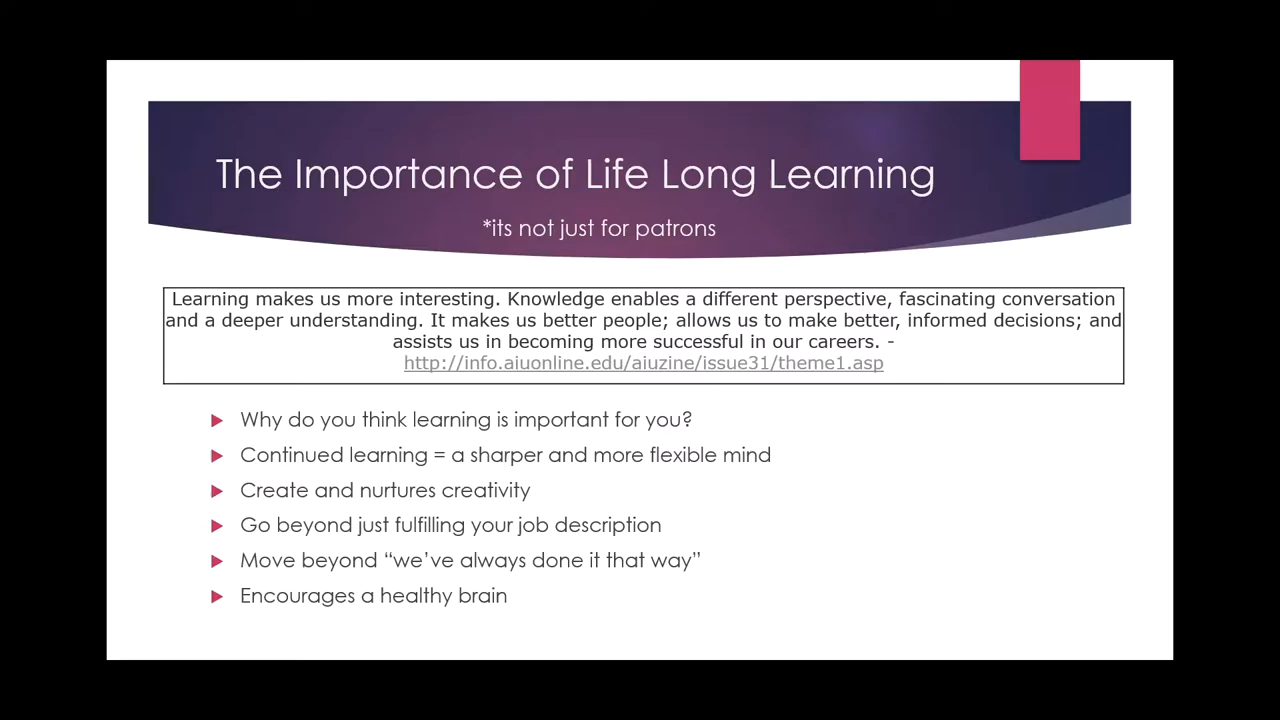 The Importance of Life Long Learning
*its not just for patrons
Learning makes us more interesting. Knowledge enables a different perspective, fascinating conversation
and a deeper understanding. It makes us better people; allows us to make better, informed decisions; and
assists us in becoming more successful in our careers. -
http://info.aiuonline.edu/aiuzine/issue31/theme1.asp
Why do you think learning is important for you?
Continued learning = a sharper and more flexible mind
Create and nurtures creativity
Go beyond just fulfilling your job description
Move beyond “we’ve always done it that way”
Encourages a healthy brain